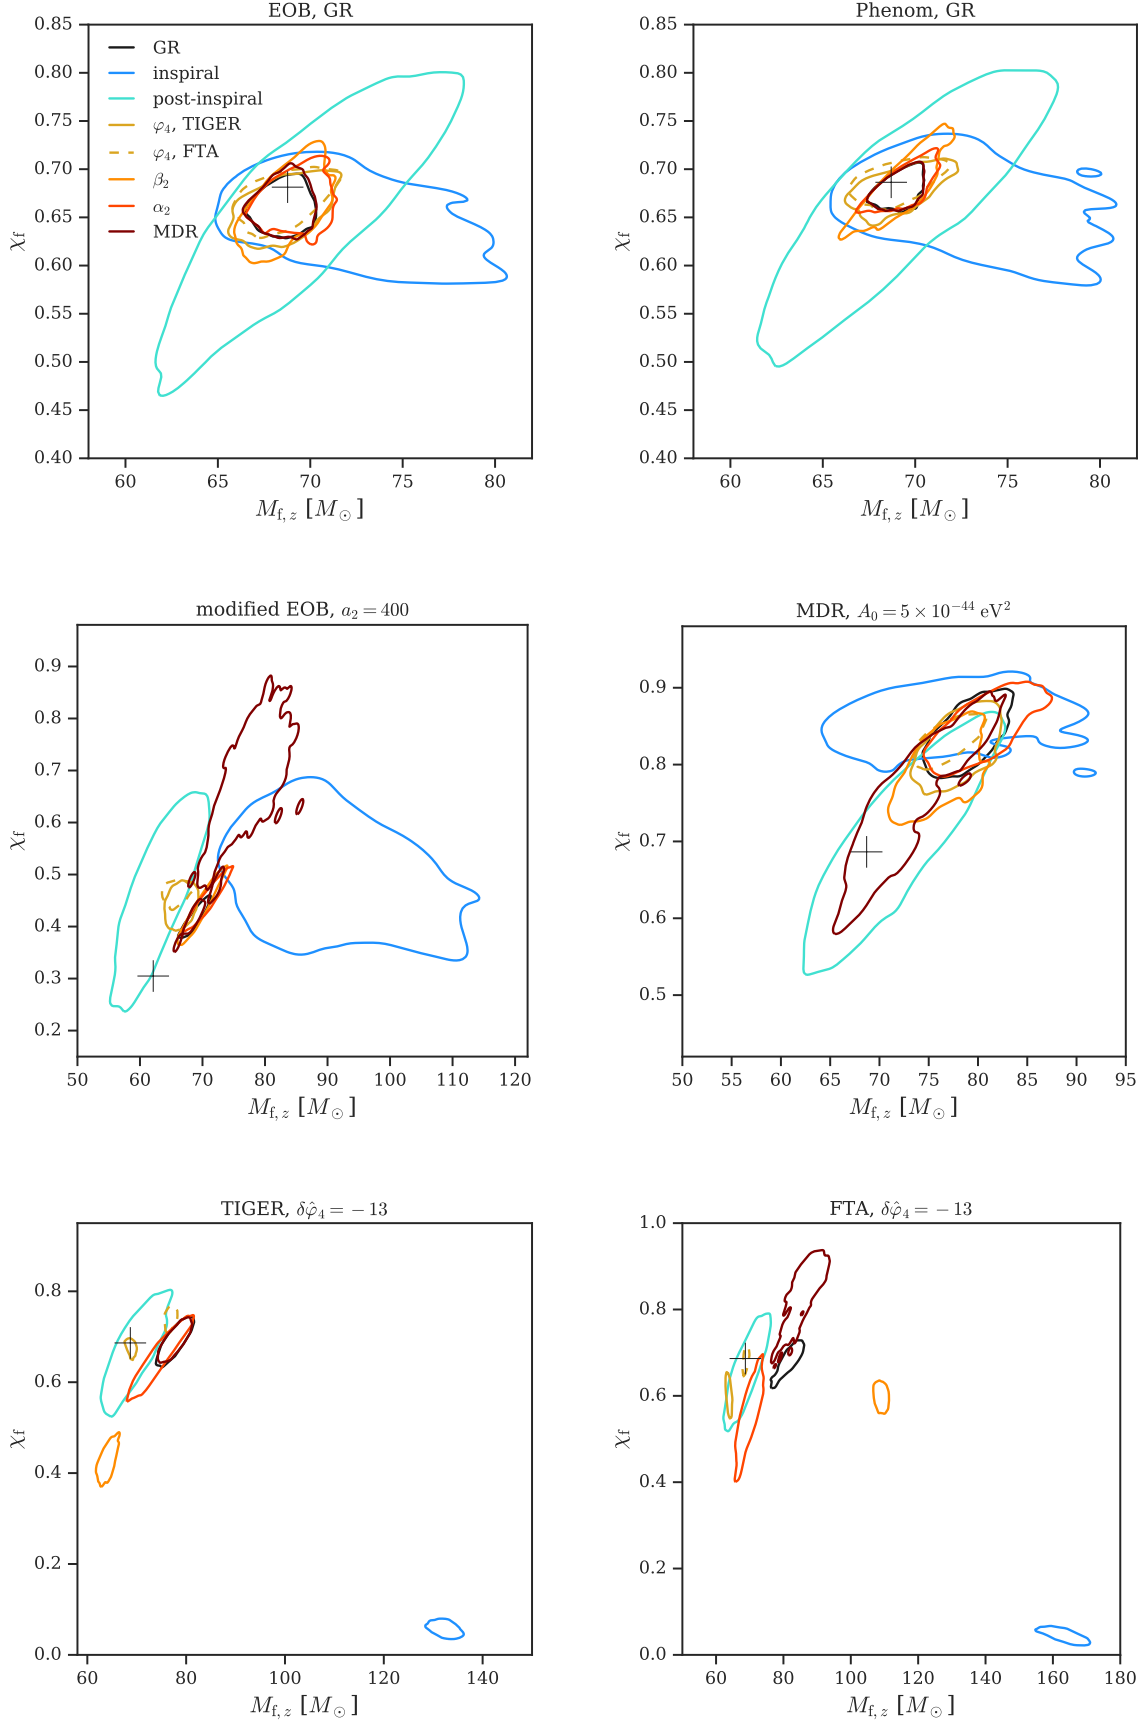 EOB, GR
0.85
0.80
0.75
0.70
0.65
0.60
0.55
0.50
0.45
0.40
χf
GR
inspiral
post-inspiral
φ4, TIGER
φ4, FTA
β2
α2
MDR
60 65 70 75 80
Mf, z [M⊙]
Phenom, GR
0.85
0.80
0.75
0.70
0.65
0.60
0.55
0.50
0.45
0.40
χf
60 65 70 75 80
Mf, z [M⊙]
modified EOB, a2 = 400
0.9
0.8
0.7
0.6
0.5
0.4
0.3
0.2
χf
50 60 70 80 90 100 110 120
Mf, z [M⊙]
MDR, A0 = 5 × 10−44 eV2
0.9
0.8
0.7
0.6
0.5
χf
50 55 60 65 70 75 80 85 90 95
Mf, z [M⊙]
TIGER, δφ̂4 = −13
0.8
0.6
0.4
0.2
0.0
χf
60 80 100 120 140
Mf, z [M⊙]
FTA, δφ̂4 = −13
1.0
0.8
0.6
0.4
0.2
0.0
χf
60 80 100 120 140 160 180
Mf, z [M⊙]